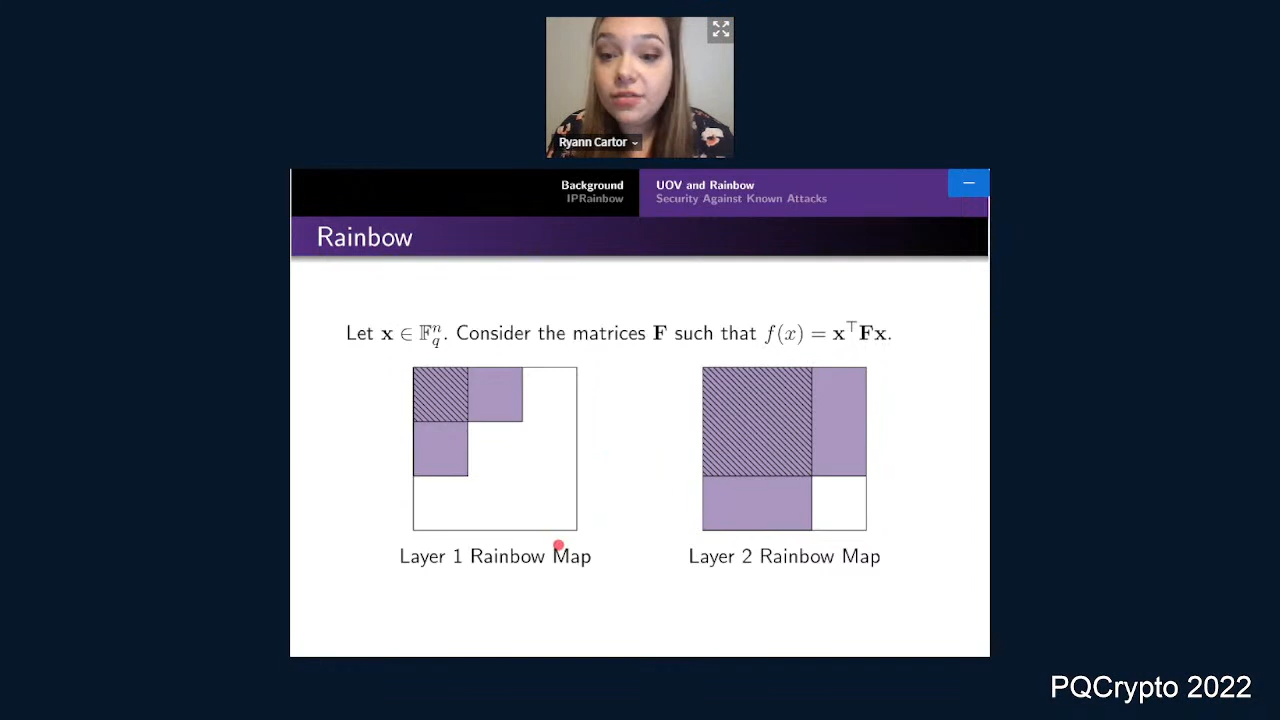 Ryann Cartor
Background
IPRainbow
UOV and Rainbow
Security Against Known Attacks
Rainbow
Let x ∈ 𝔽_q^n. Consider the matrices F such that f(x) = x^⊤Fx.
Layer 1 Rainbow Map
Layer 2 Rainbow Map
PQCrypto 2022